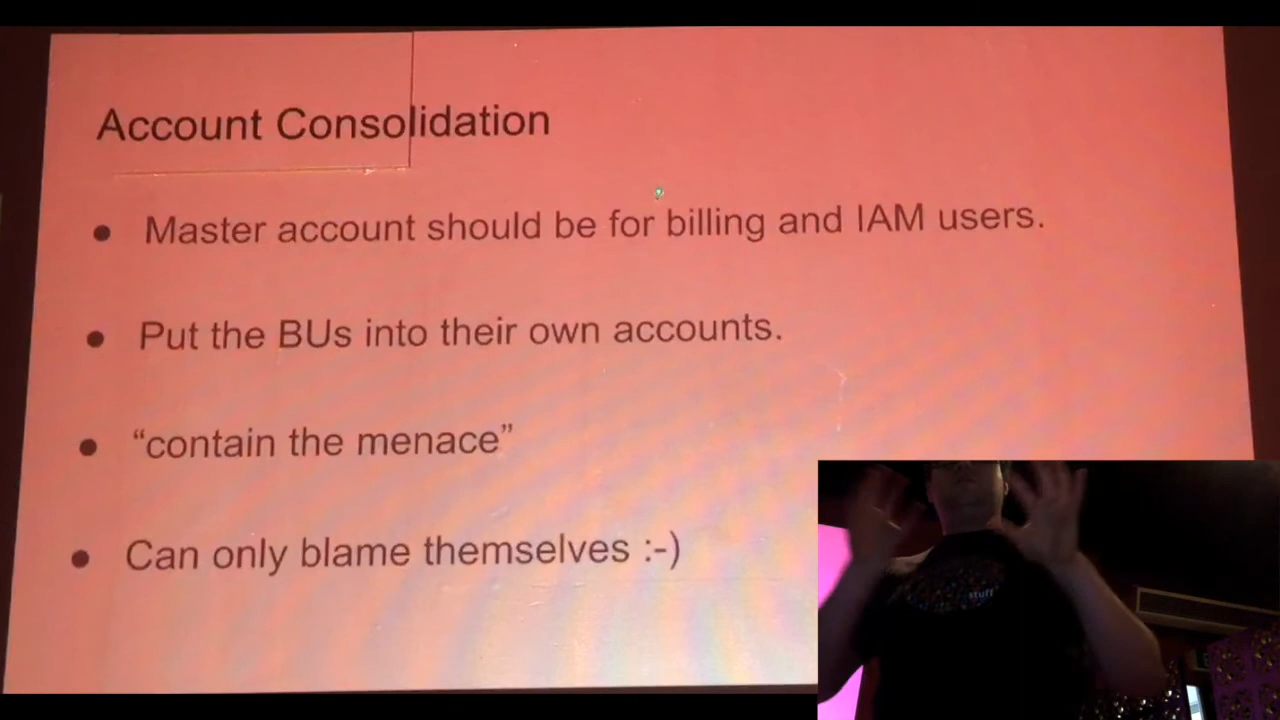 Account Consolidation
● Master account should be for billing and IAM users.
● Put the BUs into their own accounts.
● “contain the menace”
● Can only blame themselves :-)
stuff